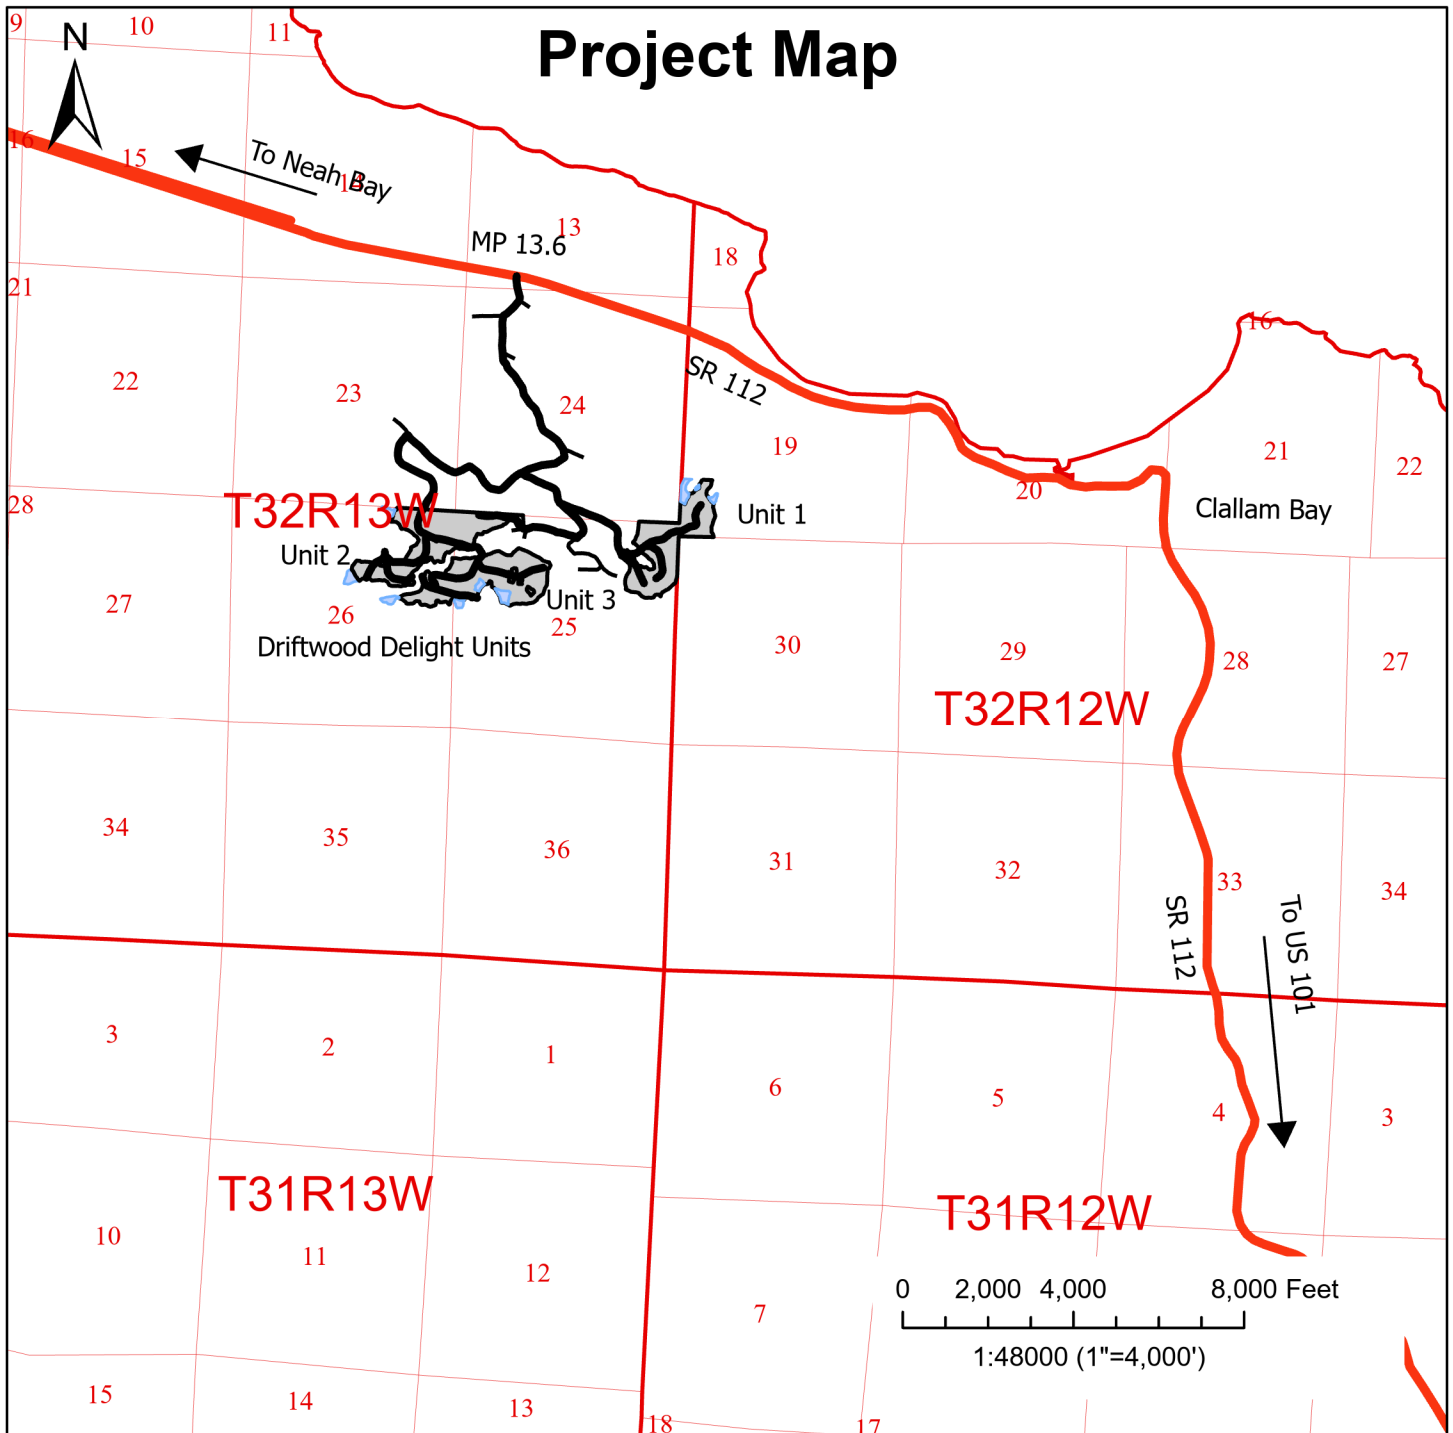 Project Map
9
10
11
N
16
15
To Neah Bay
14
13
MP 13.6
18
21
16
22
23
24
SR 112
19
20
21
22
28
T32R13W
Unit 1
Clallam Bay
Unit 2
27
26
Unit 3
25
Driftwood Delight Units
30
29
28
27
T32R12W
34
35
36
31
32
33
34
SR 112
To US 101
3
2
1
6
5
4
3
T31R13W
T31R12W
10
11
12
7
0 2,000 4,000 8,000 Feet
1:48000 (1"=4,000')
15
14
13
18
17